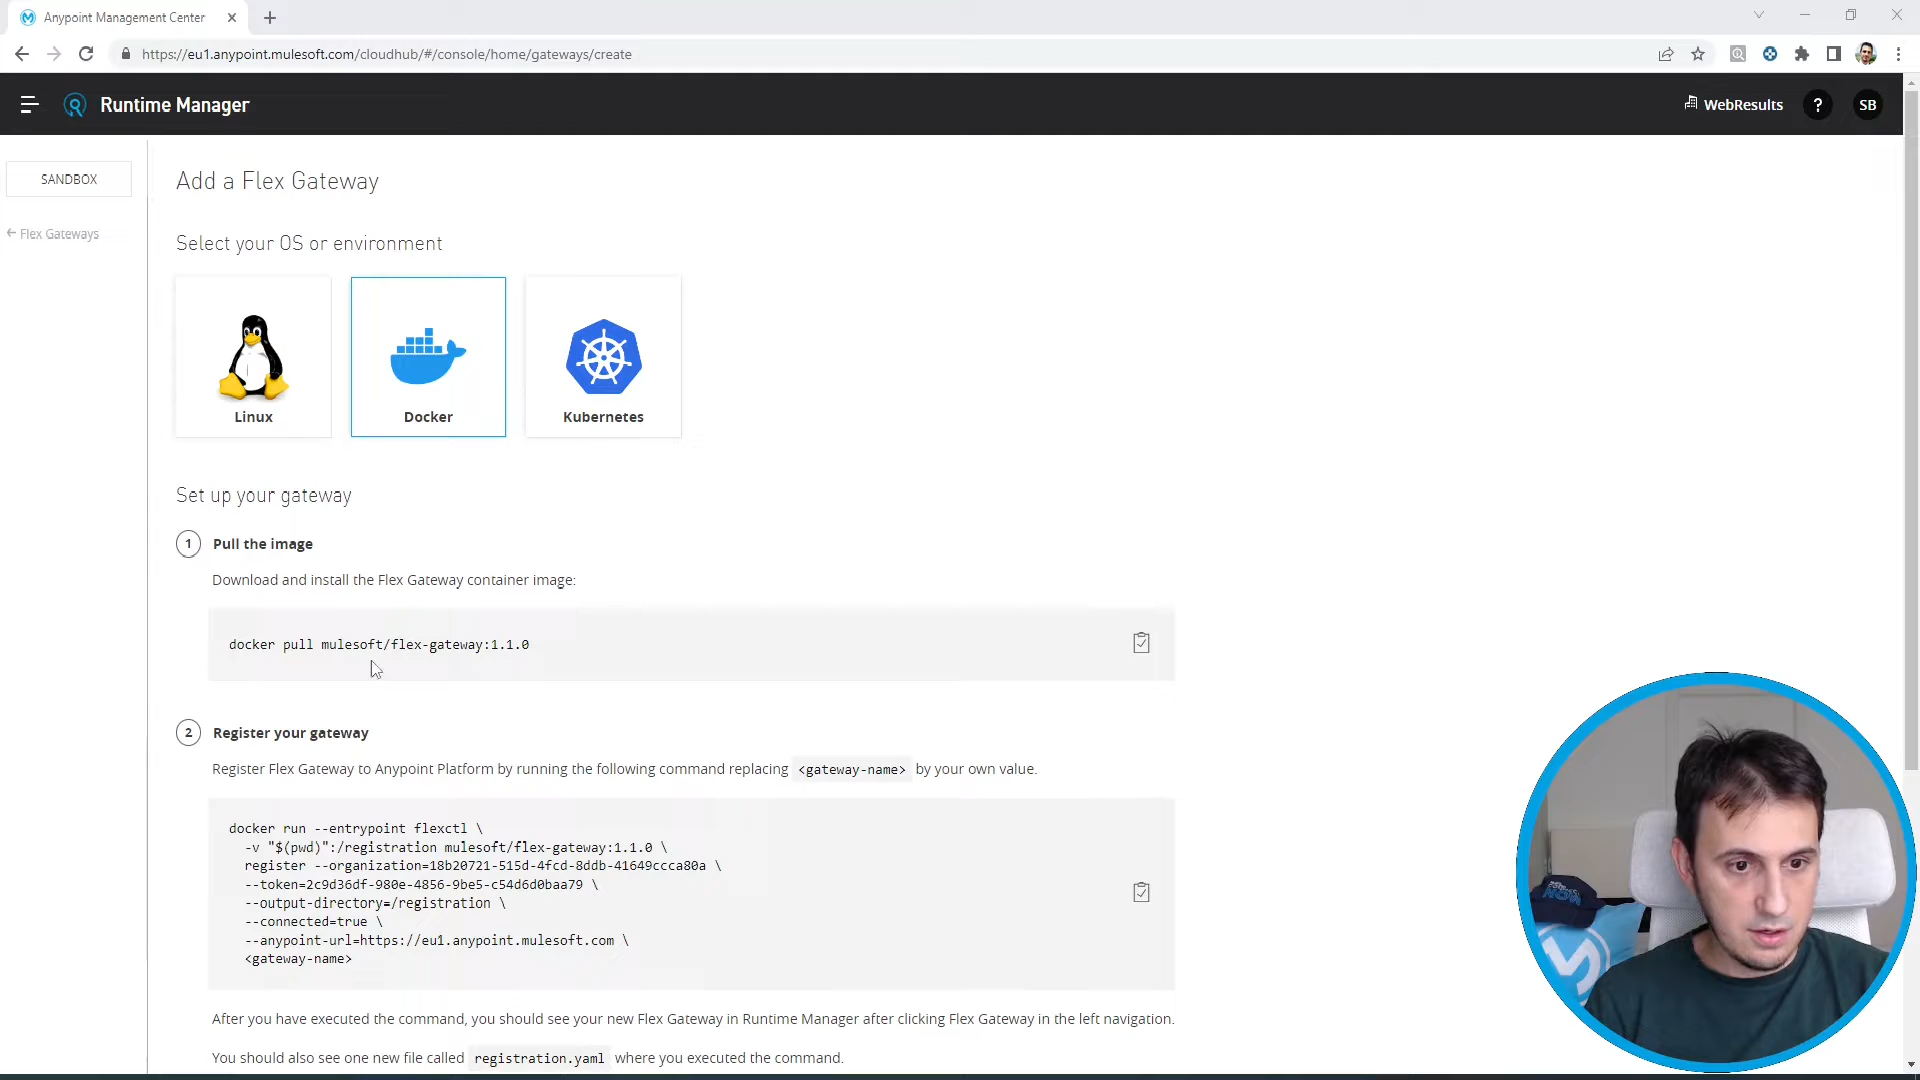 Anypoint Management Center
https://eu1.anypoint.mulesoft.com/cloudhub/#/console/home/gateways/create
Runtime Manager
WebResults
?
SB
SANDBOX
← Flex Gateways
Add a Flex Gateway
Select your OS or environment
Linux
Docker
Kubernetes
Set up your gateway
1 Pull the image
Download and install the Flex Gateway container image:
docker pull mulesoft/flex-gateway:1.1.0
2 Register your gateway
Register Flex Gateway to Anypoint Platform by running the following command replacing <gateway-name> by your own value.
docker run --entrypoint flexctl \
-v "$(pwd)":/registration mulesoft/flex-gateway:1.1.0 \
register --organization=18b20721-515d-4fcd-8ddb-41649ccca80a \
--token=2c9d36df-980e-4856-9be5-c54d6d0baa79 \
--output-directory=/registration \
--connected=true \
--anypoint-url=https://eu1.anypoint.mulesoft.com \
<gateway-name>
After you have executed the command, you should see your new Flex Gateway in Runtime Manager after clicking Flex Gateway in the left navigation.
You should also see one new file called registration.yaml where you executed the command.